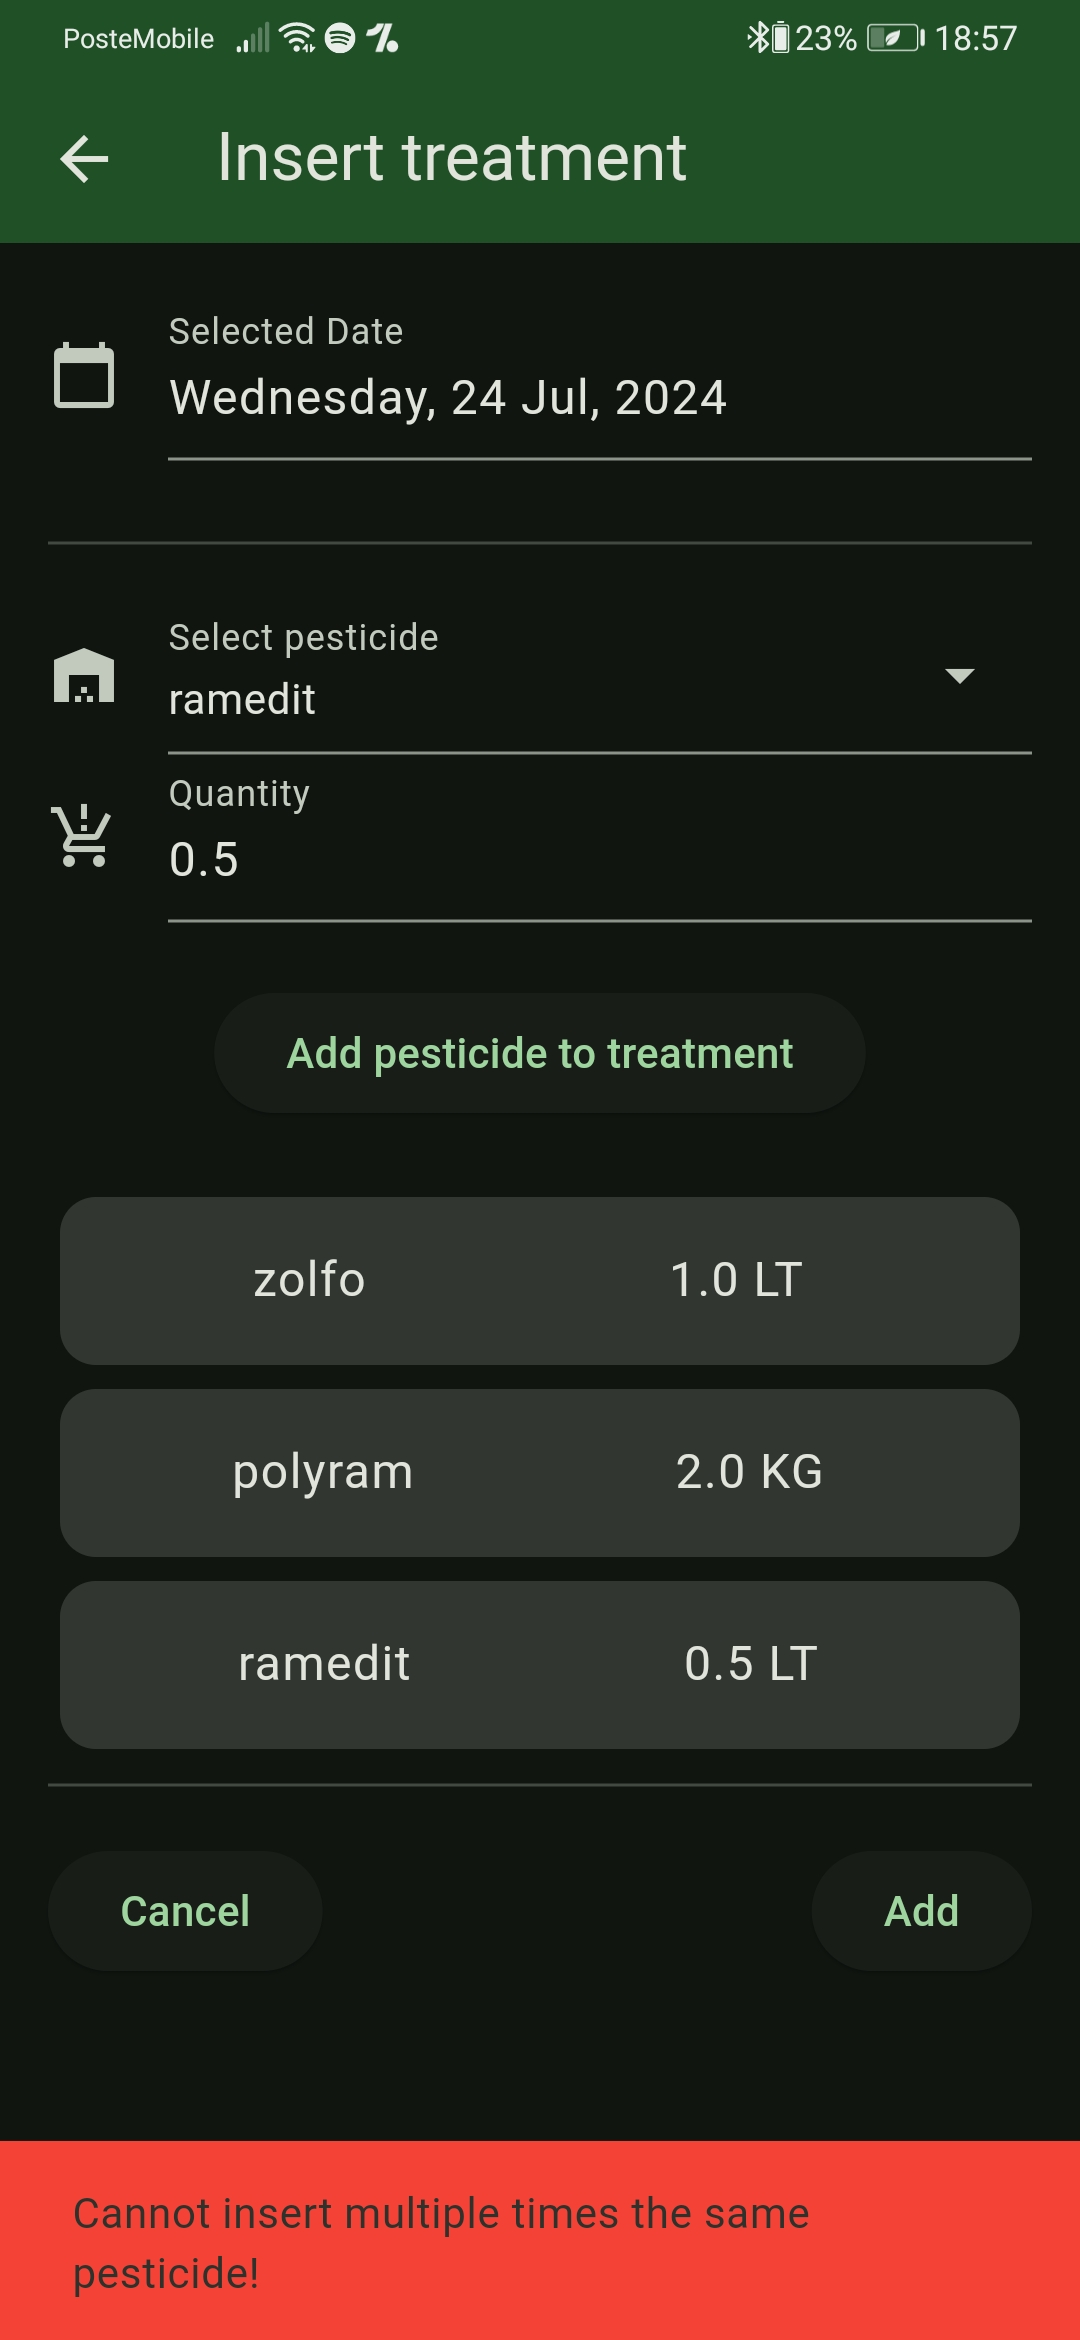 PosteMobile 23% 18:57
Insert treatment
Selected Date
Wednesday, 24 Jul, 2024
Select pesticide
ramedit
Quantity
0.5
Add pesticide to treatment
zolfo 1.0 LT
polyram 2.0 KG
ramedit 0.5 LT
Cancel Add
Cannot insert multiple times the same
pesticide!